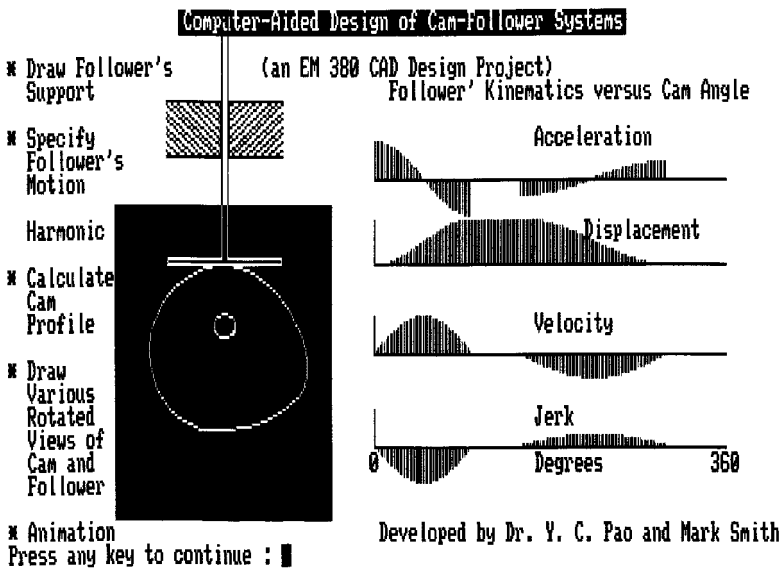 Computer-Aided Design of Cam-Follower Systems
(an EM 380 CAD Design Project)
* Draw Follower's
Support
* Specify
Follower's
Motion
Harmonic
* Calculate
Cam
Profile
* Draw
Various
Rotated
Views of
Cam and
Follower
* Animation
Press any key to continue :
Follower' Kinematics versus Cam Angle
Acceleration
Displacement
Velocity
Jerk
0 Degrees 360
Developed by Dr. Y. C. Pao and Mark Smith